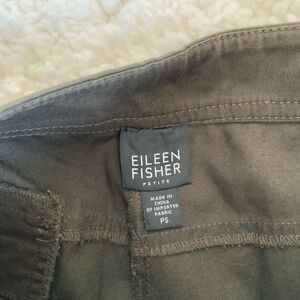 EILEEN
FISHER
PETITE
MADE IN
CHINA
OF IMPORTED
FABRIC
PS